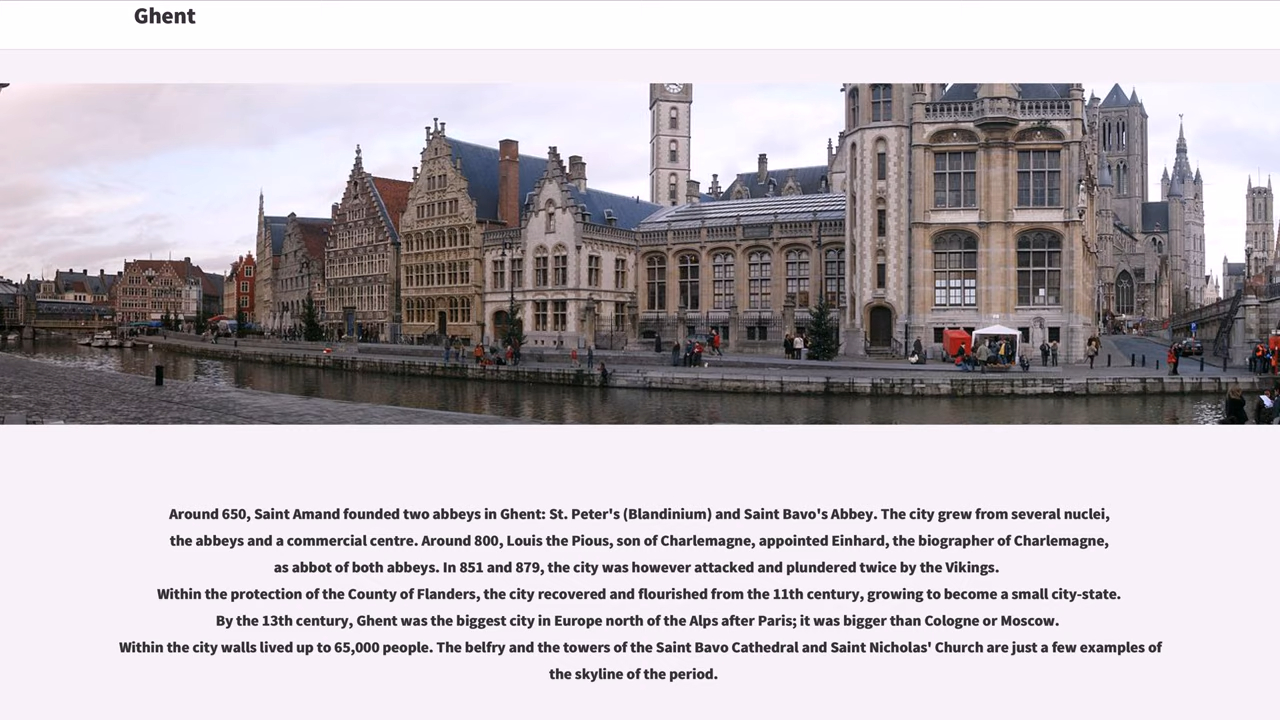 Ghent
Around 650, Saint Amand founded two abbeys in Ghent: St. Peter's (Blandinium) and Saint Bavo's Abbey. The city grew from several nuclei,
the abbeys and a commercial centre. Around 800, Louis the Pious, son of Charlemagne, appointed Einhard, the biographer of Charlemagne,
as abbot of both abbeys. In 851 and 879, the city was however attacked and plundered twice by the Vikings.
Within the protection of the County of Flanders, the city recovered and flourished from the 11th century, growing to become a small city-state.
By the 13th century, Ghent was the biggest city in Europe north of the Alps after Paris; it was bigger than Cologne or Moscow.
Within the city walls lived up to 65,000 people. The belfry and the towers of the Saint Bavo Cathedral and Saint Nicholas' Church are just a few examples of
the skyline of the period.